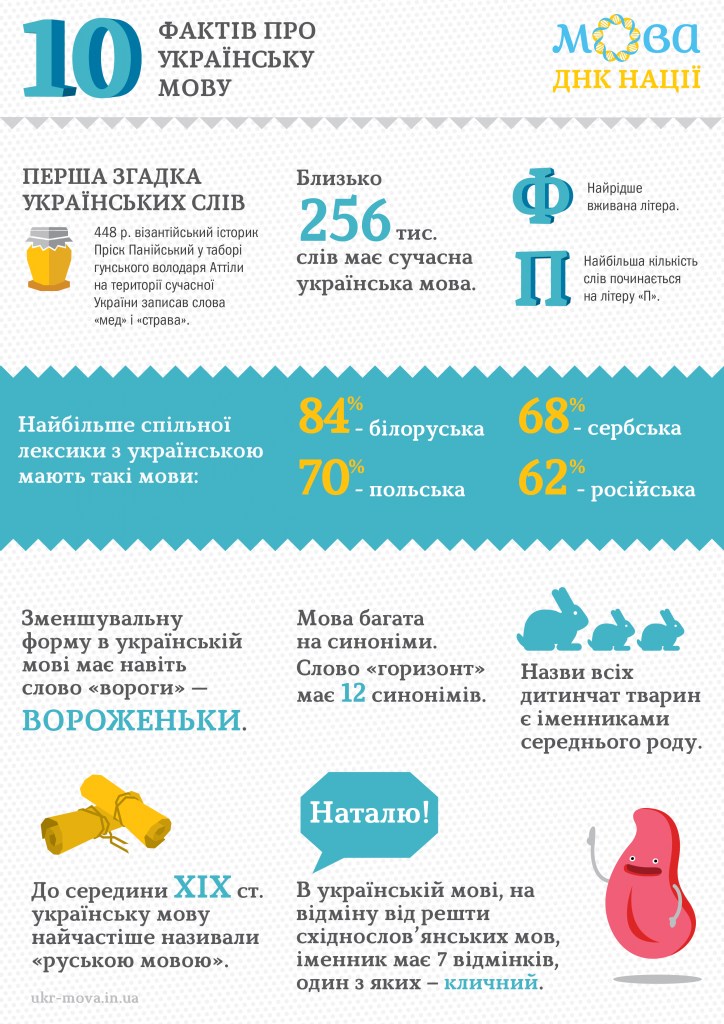 10
ФАКТІВ ПРО
УКРАЇНСЬКУ
МОВУ
мова
ДНК НАЦІЇ
ПЕРША ЗГАДКА
УКРАЇНСЬКИХ СЛІВ
448 р. візантійський історик
Пріск Панійський у таборі
гунського володаря Аттіли
на території сучасної
України записав слова
«мед» і «страва».
Близько
256 тис.
слів має сучасна
українська мова.
Ф
Найрідше
вживана літера.
П
Найбільша кількість
слів починається
на літеру «П».
Найбільше спільної
лексики з українською
мають такі мови:
84% - білоруська
68% - сербська
70% - польська
62% - російська
Зменшувальну
форму в українській
мові має навіть
слово «вороги» —
ВОРОЖЕНЬКИ.
Мова багата
на синоніми.
Слово «горизонт»
має 12 синонімів.
Назви всіх
дитинчат тварин
є іменниками
середнього роду.
До середини XIX ст.
українську мову
найчастіше називали
«руською мовою».
Наталю!
В українській мові, на
відміну від решти
східнослов’янських мов,
іменник має 7 відмінків,
один з яких – кличний.
ukr-mova.in.ua